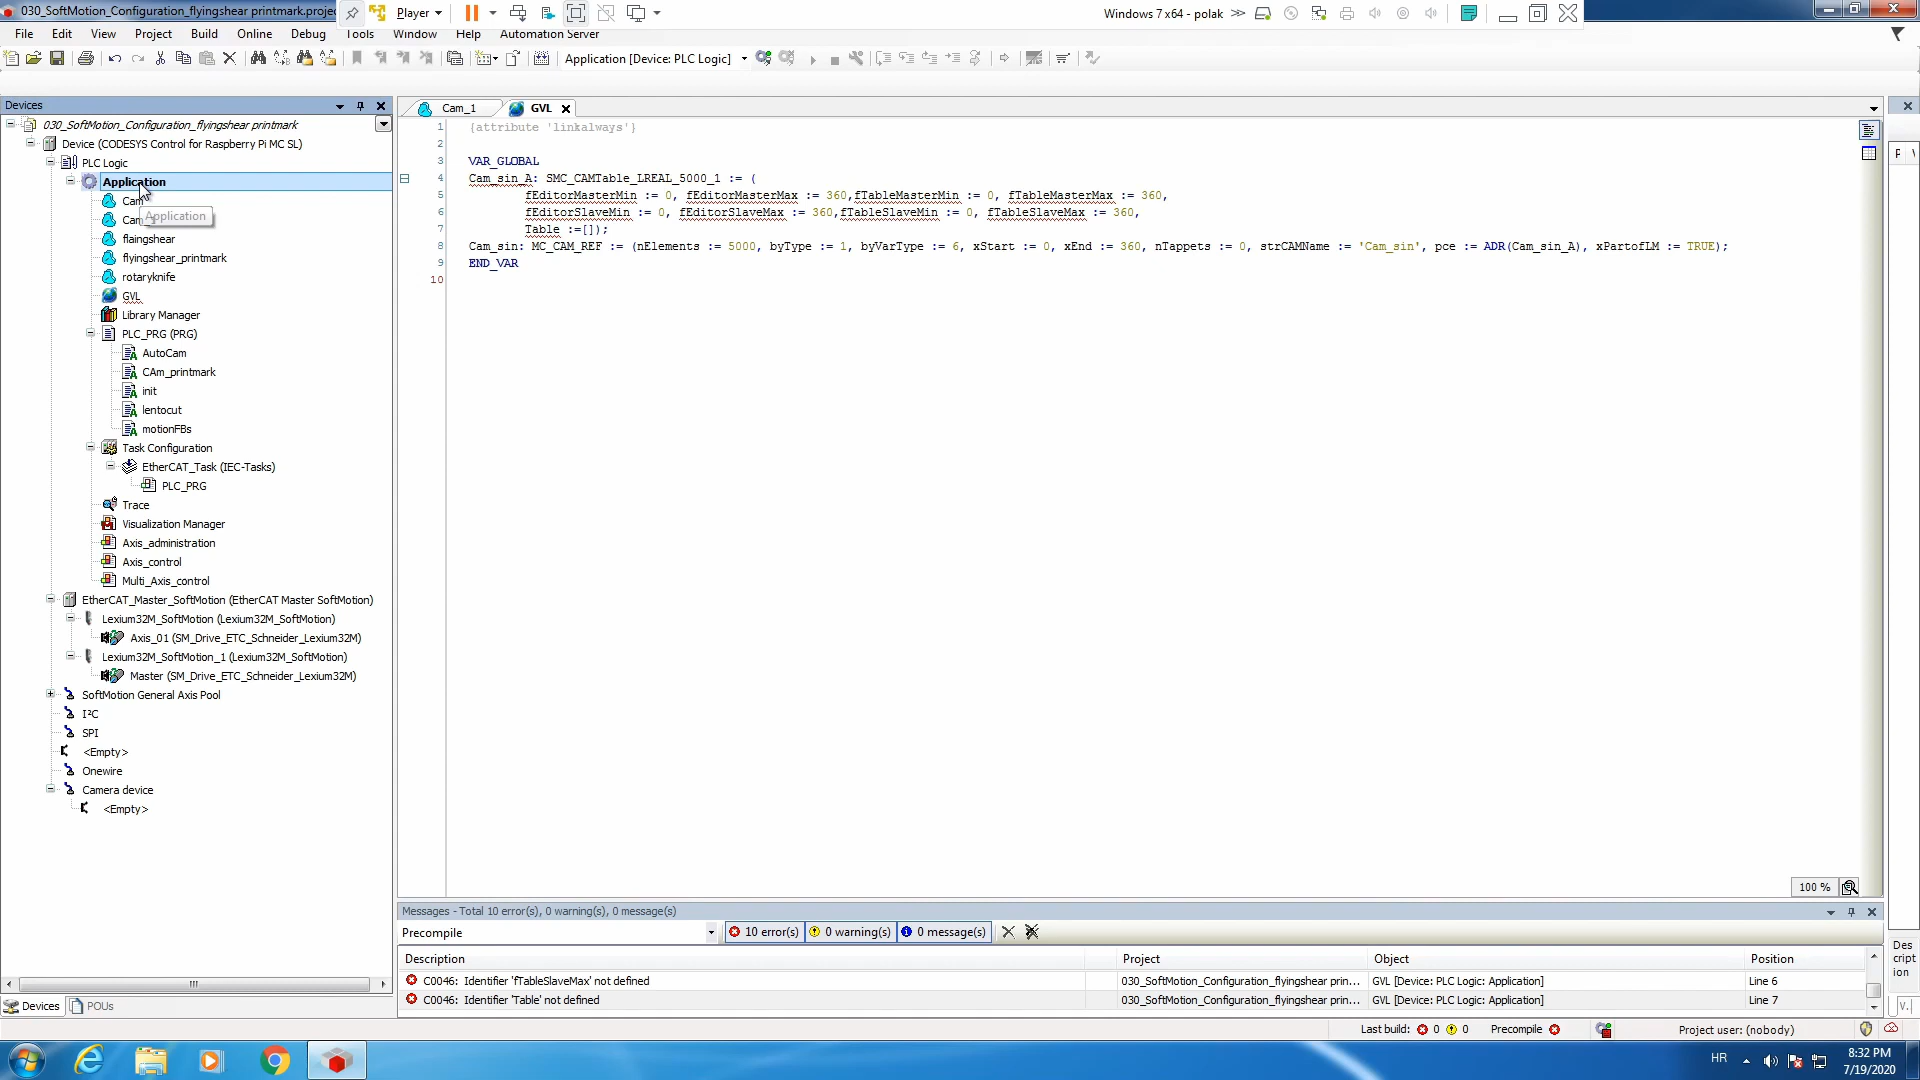 030_SoftMotion_Configuration_flyingshear printmark.projec
Player
Windows 7 x64 - polak
File Edit View Project Build Online Debug Tools Window Help Automation Server
Application [Device: PLC Logic]
Devices
030_SoftMotion_Configuration_flyingshear printmark
Device (CODESYS Control for Raspberry Pi MC SL)
PLC Logic
Application
Cam
Cam
Application
flaingshear
flyingshear_printmark
rotaryknife
GVL
Library Manager
PLC_PRG (PRG)
AutoCam
CAm_printmark
init
lentocut
motionFBs
Task Configuration
EtherCAT_Task (IEC-Tasks)
PLC_PRG
Trace
Visualization Manager
Axis_administration
Axis_control
Multi_Axis_control
EtherCAT_Master_SoftMotion (EtherCAT Master SoftMotion)
Lexium32M_SoftMotion (Lexium32M_SoftMotion)
Axis_01 (SM_Drive_ETC_Schneider_Lexium32M)
Lexium32M_SoftMotion_1 (Lexium32M_SoftMotion)
Master (SM_Drive_ETC_Schneider_Lexium32M)
SoftMotion General Axis Pool
I²C
SPI
<Empty>
Onewire
Camera device
<Empty>
Devices POUs
Cam_1 GVL
1 {attribute 'linkalways'}
2
3 VAR_GLOBAL
4 Cam_sin_A: SMC_CAMTable_LREAL_5000_1 := (
5 fEditorMasterMin := 0, fEditorMasterMax := 360,fTableMasterMin := 0, fTableMasterMax := 360,
6 fEditorSlaveMin := 0, fEditorSlaveMax := 360,fTableSlaveMin := 0, fTableSlaveMax := 360,
7 Table :=[]);
8 Cam_sin: MC_CAM_REF := (nElements := 5000, byType := 1, byVarType := 6, xStart := 0, xEnd := 360, nTappets := 0, strCAMName := 'Cam_sin', pce := ADR(Cam_sin_A), xPartofLM := TRUE);
9 END_VAR
10
100 %
Messages - Total 10 error(s), 0 warning(s), 0 message(s)
Precompile 10 error(s) 0 warning(s) 0 message(s)
Description Project Object Position
C0046: Identifier 'fTableSlaveMax' not defined 030_SoftMotion_Configuration_flyingshear prin... GVL [Device: PLC Logic: Application] Line 6
C0046: Identifier 'Table' not defined 030_SoftMotion_Configuration_flyingshear prin... GVL [Device: PLC Logic: Application] Line 7
Des
cript
ion
Last build: 0 0 Precompile Project user: (nobody)
HR
8:32 PM
7/19/2020